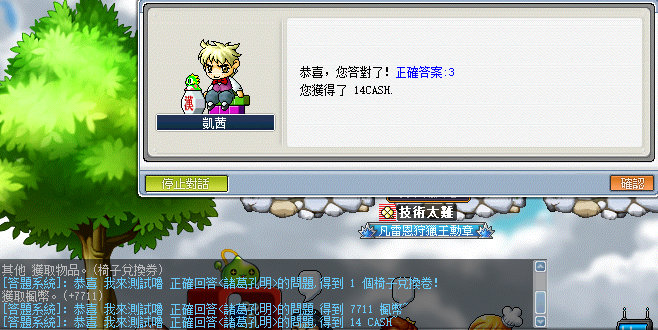 恭喜，您答對了！正確答案:3
您獲得了 14CASH.
漢
凱茜
停止對話
確認
技術太難
凡雷恩狩獵王勳章
其他 獲取物品。(椅子兌換券)
[答題系統]: 恭喜 我來測試嚕 正確回答<諸葛孔明>的問題,得到 1 個椅子兌換卷!
獲取楓幣。(+7711)
[答題系統]: 恭喜 我來測試嚕 正確回答<諸葛孔明>的問題,得到 7711 楓幣
[答題系統]: 恭喜 我來測試嚕 正確回答<諸葛孔明>的問題,得到 14 CASH